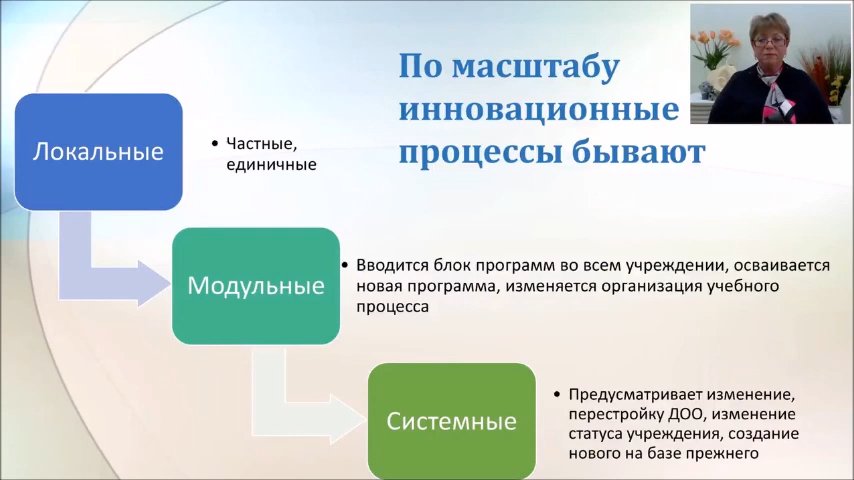 По масштабу
инновационные
процессы бывают
Локальные
• Частные,
единичные
Модульные
• Вводится блок программ во всем учреждении, осваивается
новая программа, изменяется организация учебного
процесса
Системные
• Предусматривает изменение,
перестройку ДОО, изменение
статуса учреждения, создание
нового на базе прежнего